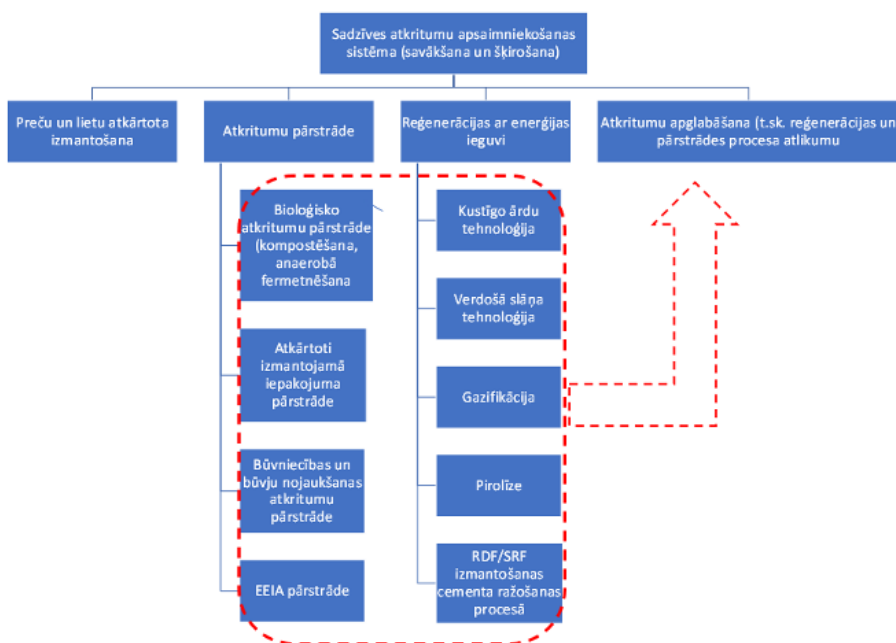 Sadzīves atkritumu apsaimniekošanas
sistēma (savākšana un šķirošana)
Preču un lietu atkārtota
izmantošana
Atkritumu pārstrāde
Reģenerācijas ar enerģijas
ieguvi
Atkritumu apglabāšana (t.sk. reģenerācijas un
pārstrādes procesa atlikumu
Bioloģisko
atkritumu pārstrāde
(kompostēšana,
anaerobā
fermetnēšana
Atkārtoti
izmantojamā
iepakojuma
pārstrāde
Būvniecības un
būvju nojaukšanas
atkritumu
pārstrāde
EEIA pārstrāde
Kustīgo ārdu
tehnoloģija
Verdošā slāņa
tehnoloģija
Gazifikācija
Pirolīze
RDF/SRF
izmantošanas
cementa ražošanas
procesā